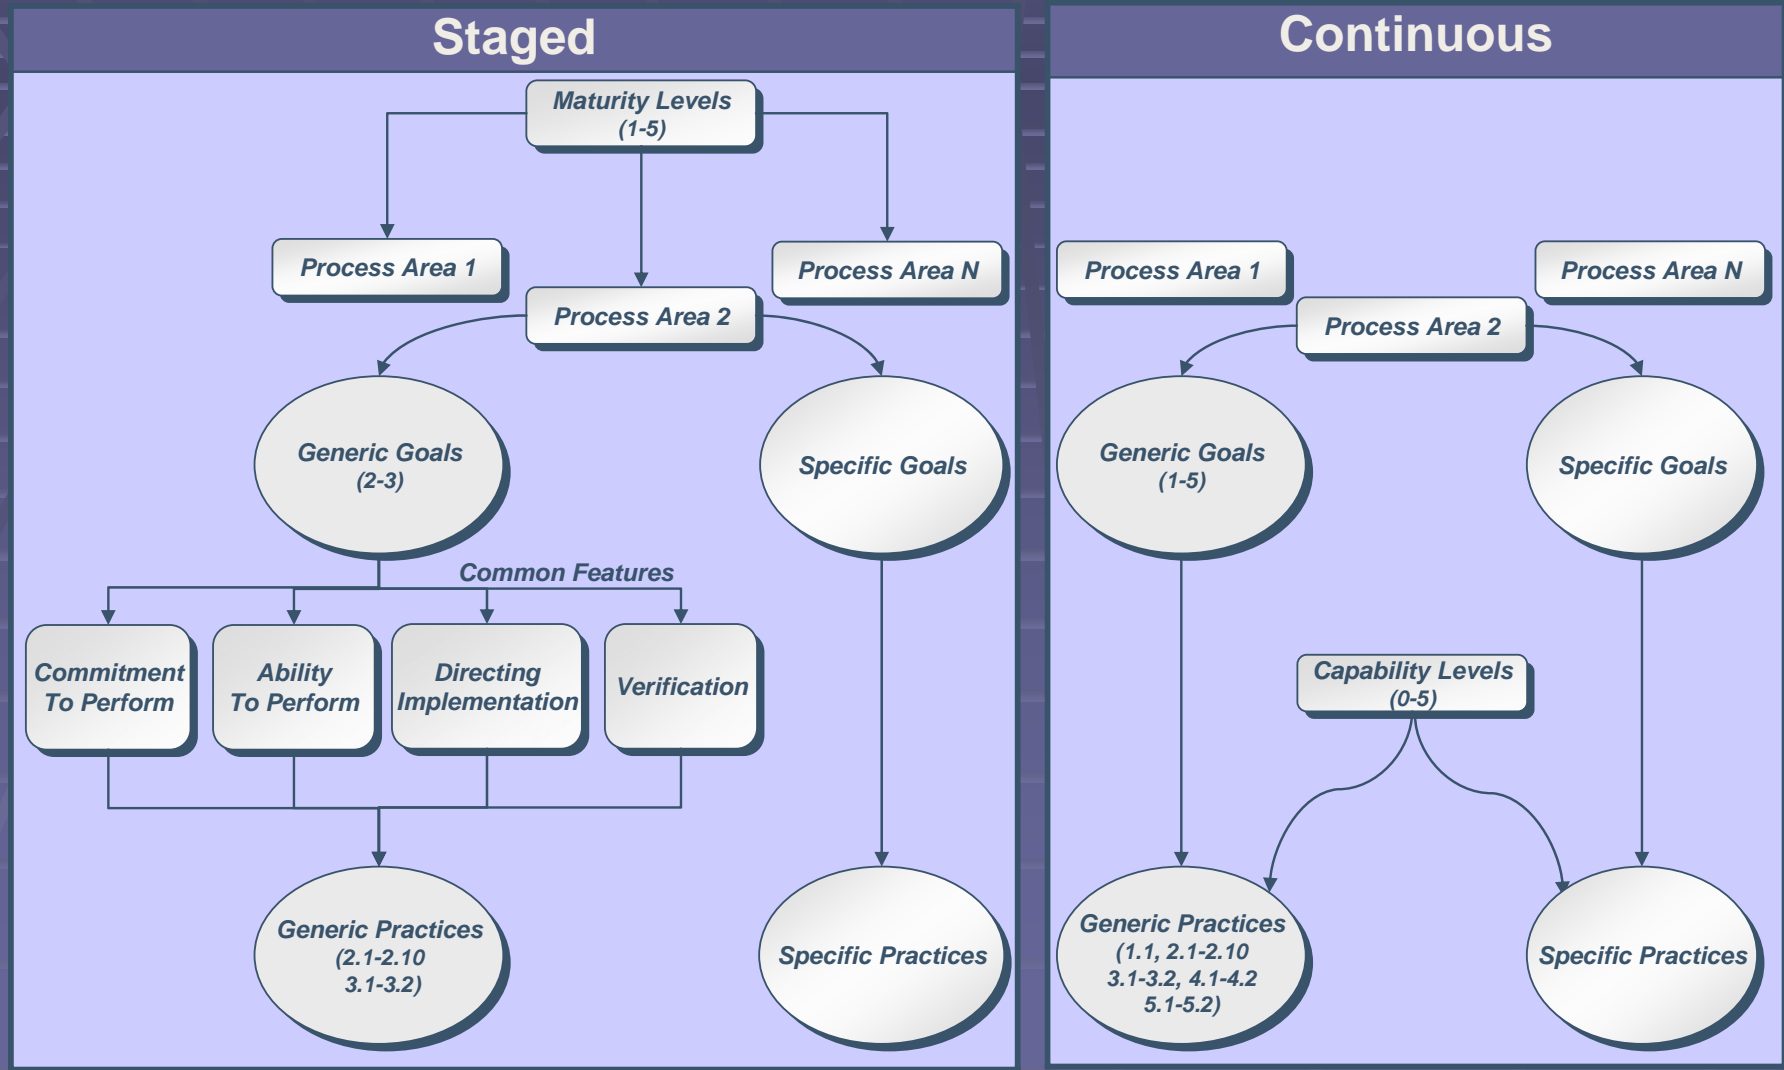 Staged
Maturity Levels
(1-5)
Process Area 1
Process Area N
Process Area 2
Generic Goals
(2-3)
Specific Goals
Common Features
Commitment
To Perform
Ability
To Perform
Directing
Implementation
Verification
Generic Practices
(2.1-2.10
3.1-3.2)
Specific Practices
Continuous
Process Area 1
Process Area N
Process Area 2
Generic Goals
(1-5)
Specific Goals
Capability Levels
(0-5)
Generic Practices
(1.1, 2.1-2.10
3.1-3.2, 4.1-4.2
5.1-5.2)
Specific Practices